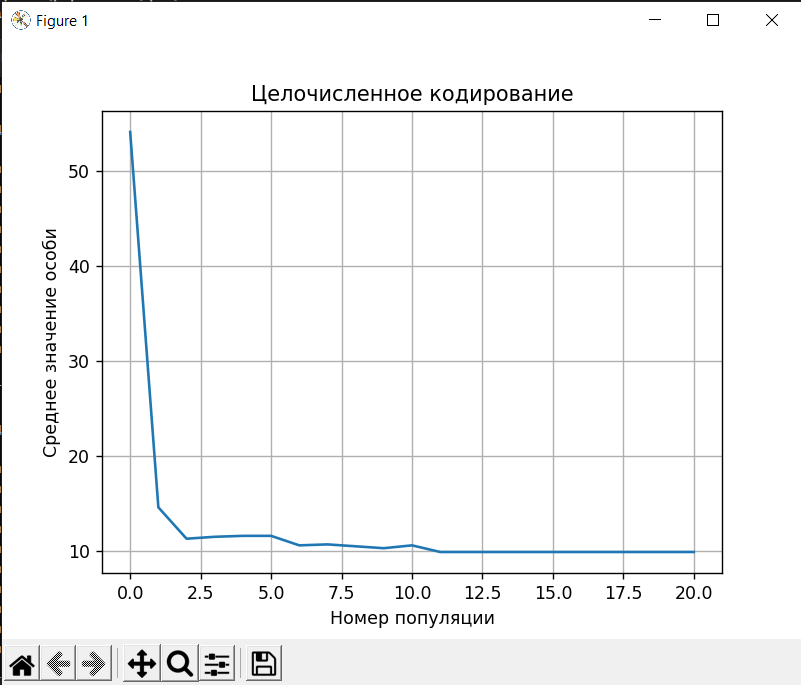 Figure 1
Целочисленное кодирование
Среднее значение особи
50
40
30
20
10
0.0 2.5 5.0 7.5 10.0 12.5 15.0 17.5 20.0
Номер популяции